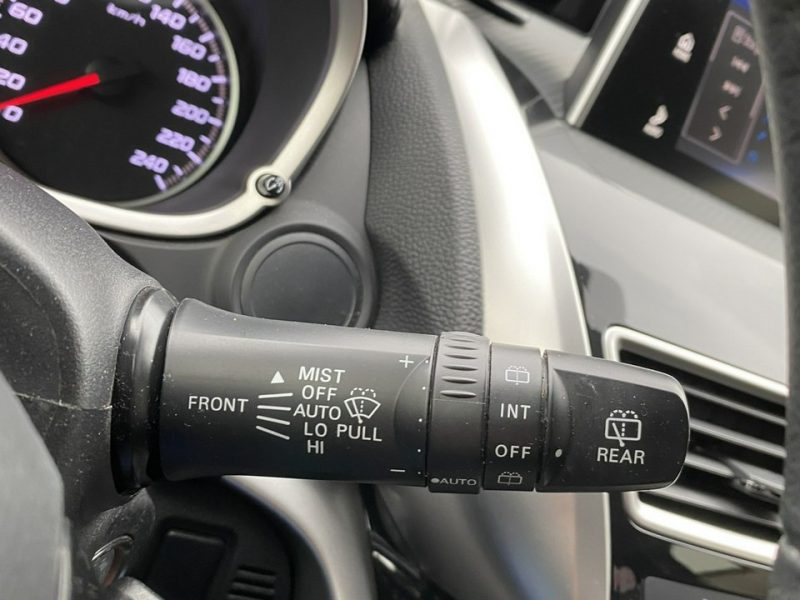 60
40
20
0
km/h
140
160
180
200
220
240
FRONT
MIST
OFF
AUTO
LO PULL
HI
+
−
●AUTO
INT
OFF
REAR